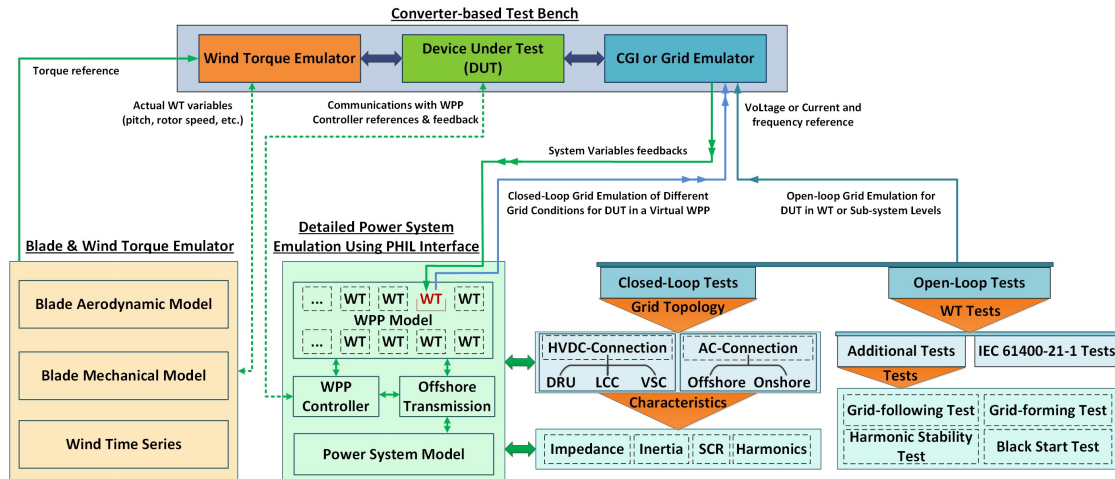 Converter-based Test Bench
Wind Torque Emulator
Device Under Test
(DUT)
CGI or Grid Emulator
Torque reference
Actual WT variables
(pitch, rotor speed, etc.)
Communications with WPP
Controller references & feedback
VoLtage or Current and
frequency reference
System Variables feedbacks
Closed-Loop Grid Emulation of Different
Grid Conditions for DUT in a Virtual WPP
Open-loop Grid Emulation for
DUT in WT or Sub-system Levels
Blade & Wind Torque Emulator
Blade Aerodynamic Model
Blade Mechanical Model
Wind Time Series
Detailed Power System
Emulation Using PHIL Interface
... WT WT WT WT
WPP Model
... WT WT WT WT
WPP
Controller
Offshore
Transmission
Power System Model
Closed-Loop Tests
Grid Topology
HVDC-Connection
DRU LCC VSC
AC-Connection
Offshore Onshore
Characteristics
Impedance Inertia SCR Harmonics
Open-Loop Tests
WT Tests
Additional Tests
IEC 61400-21-1 Tests
Tests
Grid-following Test
Grid-forming Test
Harmonic Stability
Test
Black Start Test